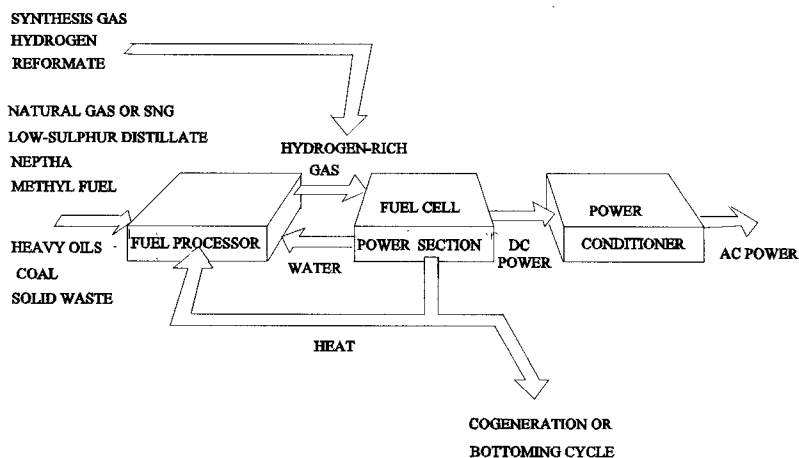 SYNTHESIS GAS
HYDROGEN
REFORMATE
NATURAL GAS OR SNG
LOW-SULPHUR DISTILLATE
NEPTHA
METHYL FUEL
HYDROGEN-RICH
GAS
FUEL CELL
POWER
HEAVY OILS
FUEL PROCESSOR
POWER SECTION
DC
POWER
CONDITIONER
AC POWER
COAL
WATER
SOLID WASTE
HEAT
COGENERATION OR
BOTTOMING CYCLE